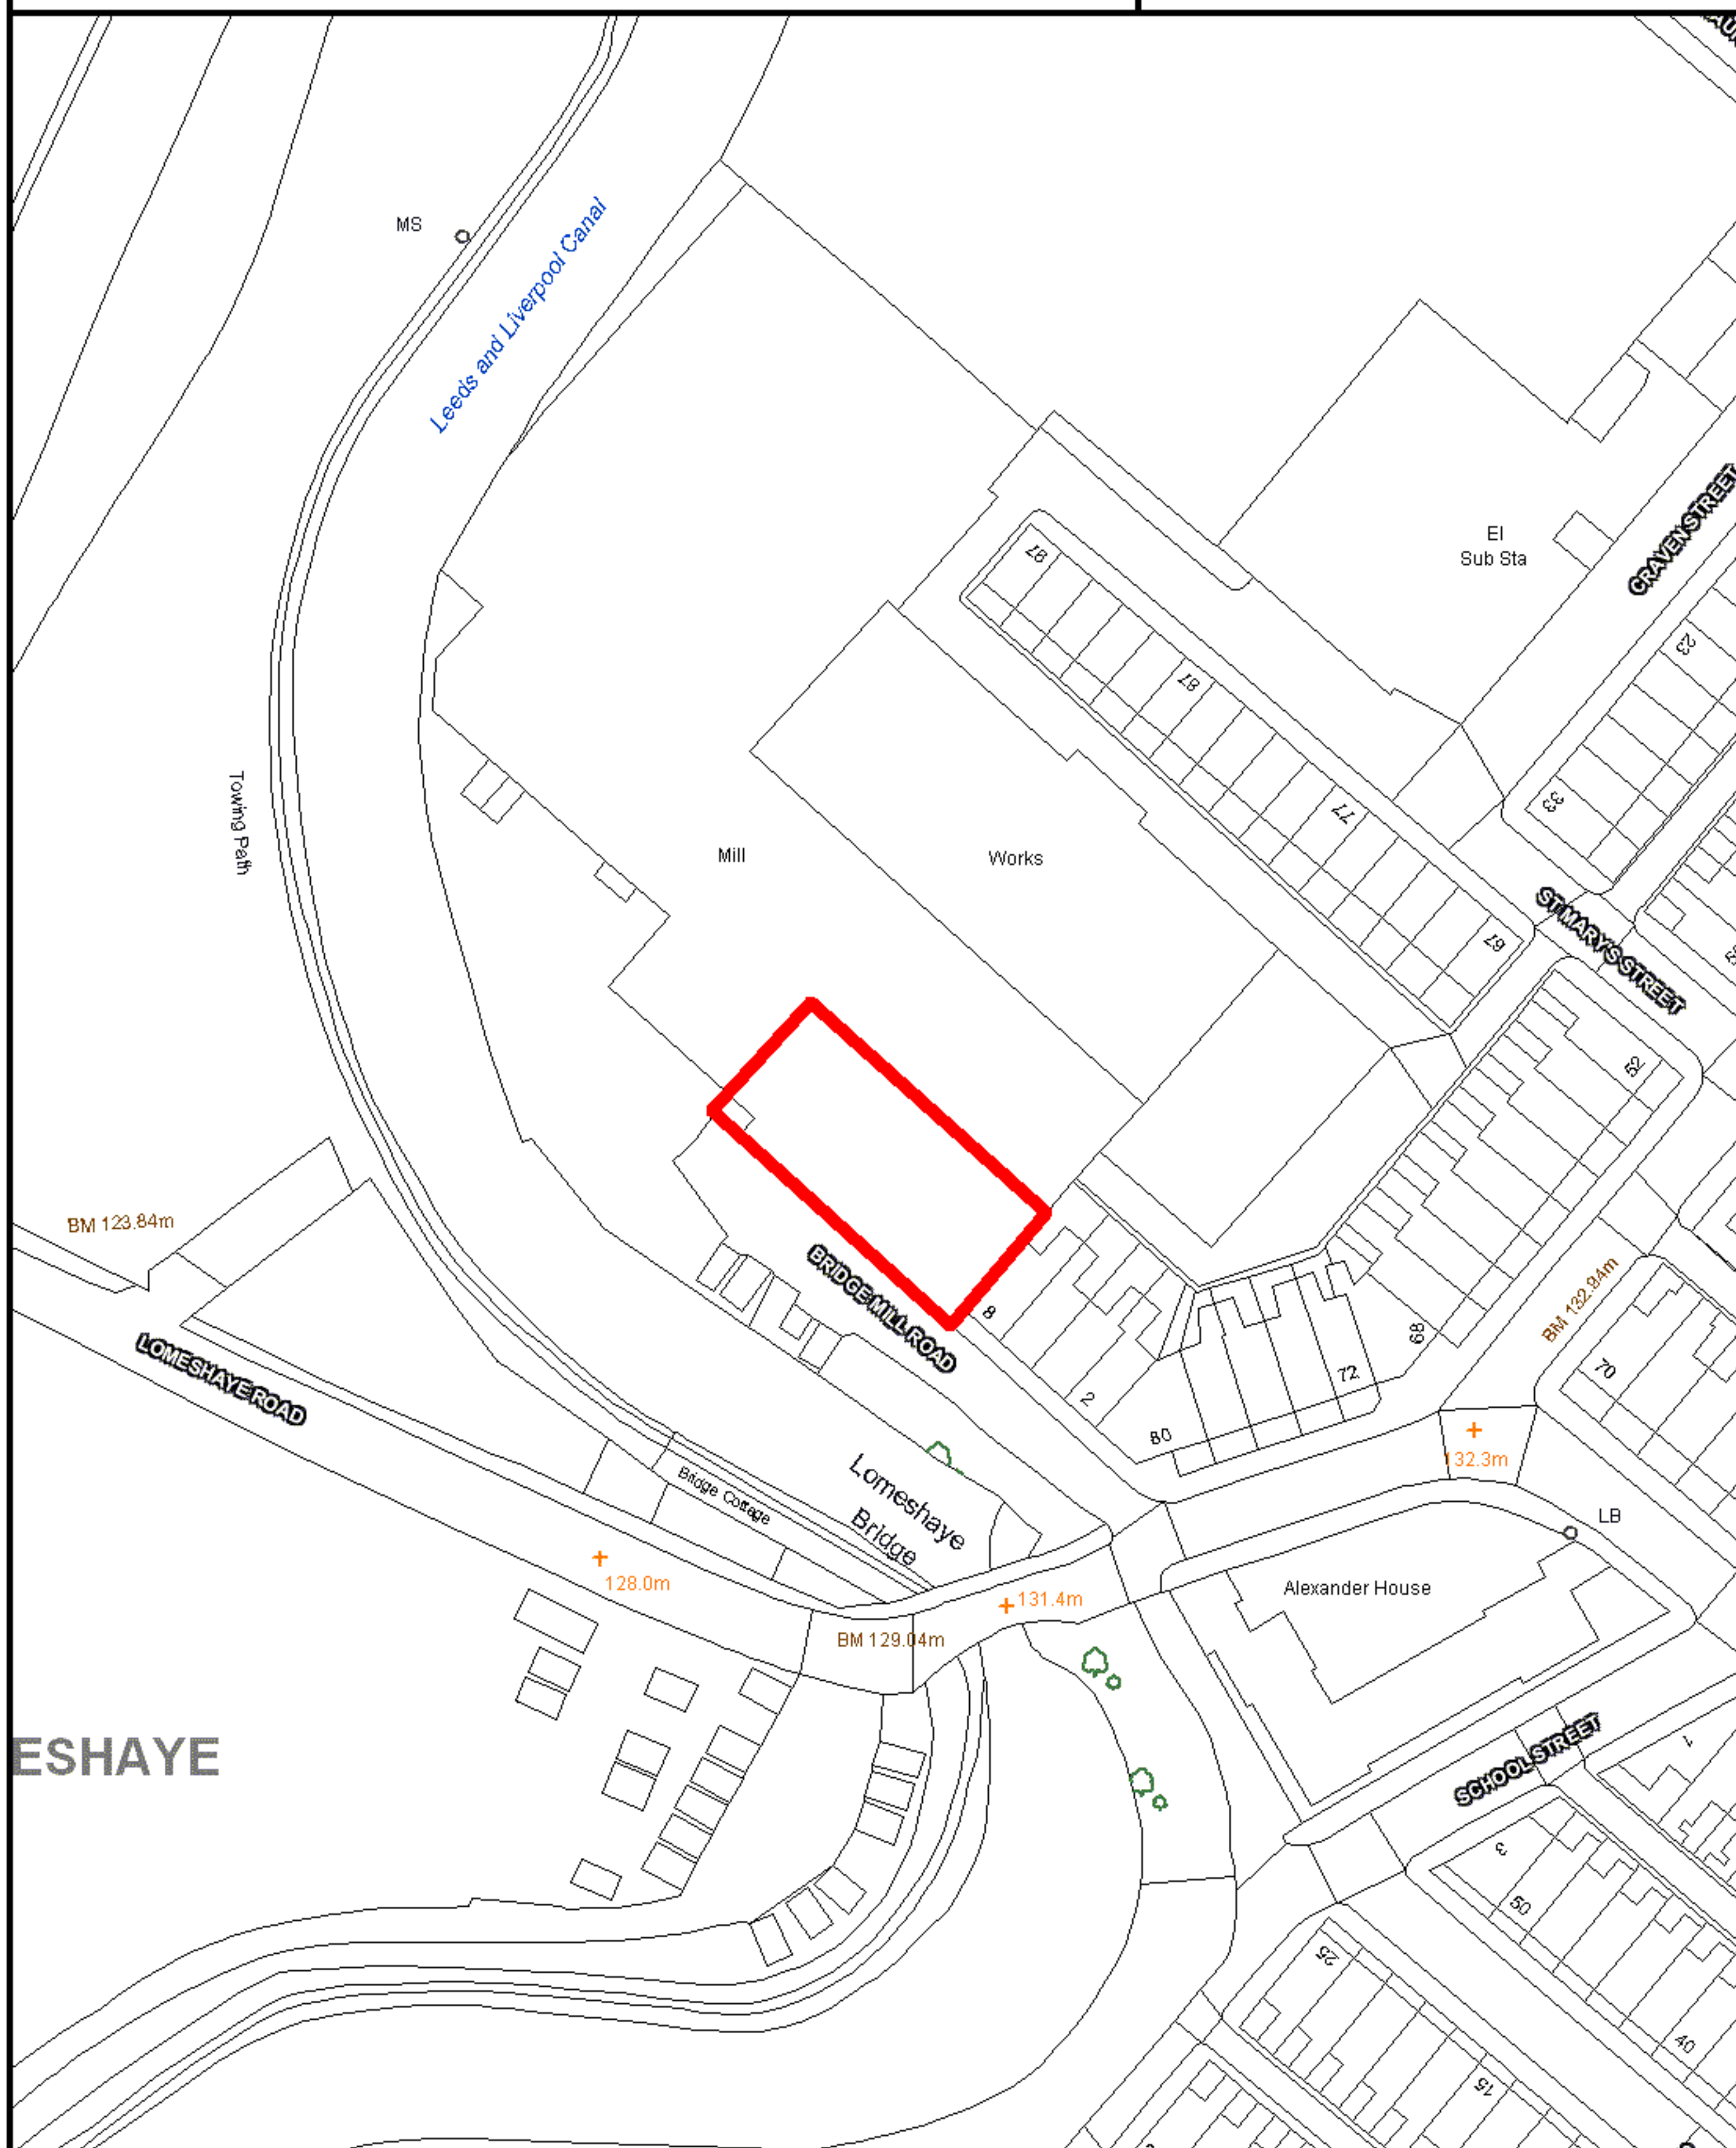 MS
Leeds and Liverpool Canal
El
Sub Sta
CRAVEN STREET
97
23
87
33
77
Towing Path
Mill
Works
67
ST MARY'S STREET
52
BM 123.84m
BRIDGE MILL ROAD
8
BM 132.94m
68
LOMESHAYE ROAD
72
70
2
80
132.3m
Lomeshaye
Bridge
Bridge Cottage
LB
128.0m
131.4m
Alexander House
BM 129.04m
ESHAYE
SCHOOL STREET
1
3
50
25
40
15